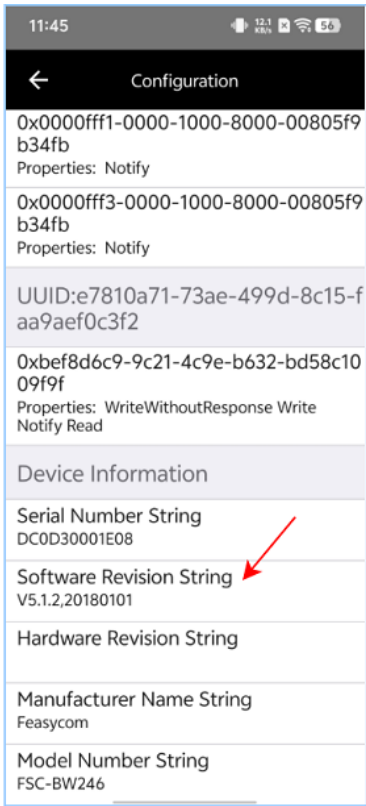 11:45
12.1
KB/s
56
Configuration
0x0000fff1-0000-1000-8000-00805f9
b34fb
Properties: Notify
0x0000fff3-0000-1000-8000-00805f9
b34fb
Properties: Notify
UUID:e7810a71-73ae-499d-8c15-f
aa9aef0c3f2
0xbef8d6c9-9c21-4c9e-b632-bd58c10
09f9f
Properties: WriteWithoutResponse Write
Notify Read
Device Information
Serial Number String
DC0D30001E08
Software Revision String
V5.1.2,20180101
Hardware Revision String
Manufacturer Name String
Feasycom
Model Number String
FSC-BW246